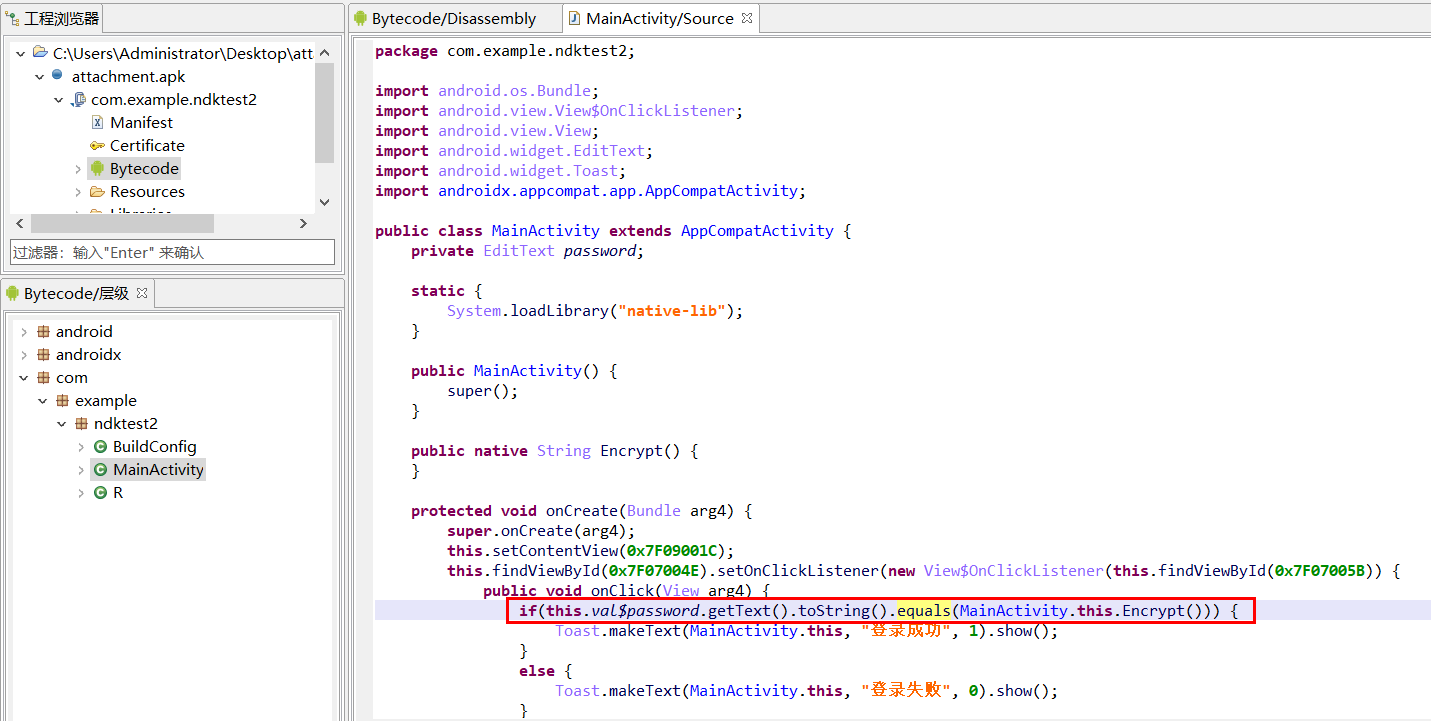 工程浏览器
C:\Users\Administrator\Desktop\att
attachment.apk
com.example.ndktest2
Manifest
Certificate
Bytecode
Resources
Libraries
过滤器：输入"Enter" 来确认
Bytecode/层级
android
androidx
com
example
ndktest2
BuildConfig
MainActivity
R
Bytecode/Disassembly
MainActivity/Source
package com.example.ndktest2;
import android.os.Bundle;
import android.view.View$OnClickListener;
import android.view.View;
import android.widget.EditText;
import android.widget.Toast;
import androidx.appcompat.app.AppCompatActivity;
public class MainActivity extends AppCompatActivity {
private EditText password;
static {
System.loadLibrary("native-lib");
}
public MainActivity() {
super();
}
public native String Encrypt() {
}
protected void onCreate(Bundle arg4) {
super.onCreate(arg4);
this.setContentView(0x7F09001C);
this.findViewById(0x7F07004E).setOnClickListener(new View$OnClickListener(this.findViewById(0x7F07005B)) {
public void onClick(View arg4) {
if(this.val$password.getText().toString().equals(MainActivity.this.Encrypt())) {
Toast.makeText(MainActivity.this, "登录成功", 1).show();
}
else {
Toast.makeText(MainActivity.this, "登录失败", 0).show();
}